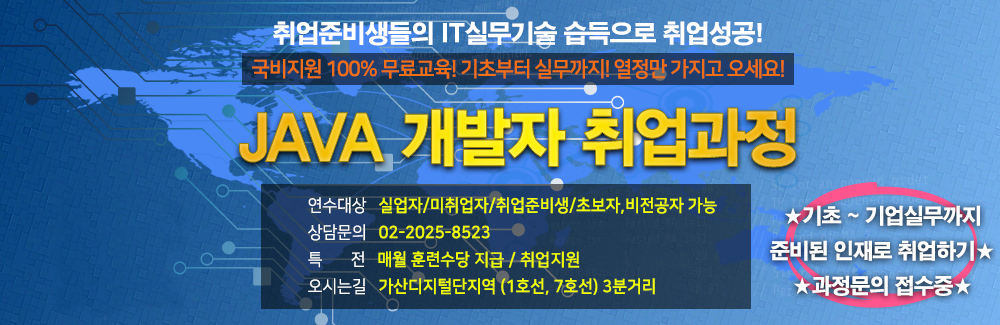 취업준비생들의 IT실무기술 습득으로 취업성공!
국비지원 100% 무료교육! 기초부터 실무까지! 열정만 가지고 오세요!
JAVA 개발자 취업과정
연수대상 실업자/미취업자/취업준비생/초보자,비전공자 가능
상담문의 02-2025-8523
특 전 매월 훈련수당 지급 / 취업지원
오시는길 가산디지털단지역 (1호선, 7호선) 3분거리
★기초 ~ 기업실무까지
준비된 인재로 취업하기★
★과정문의 접수중★